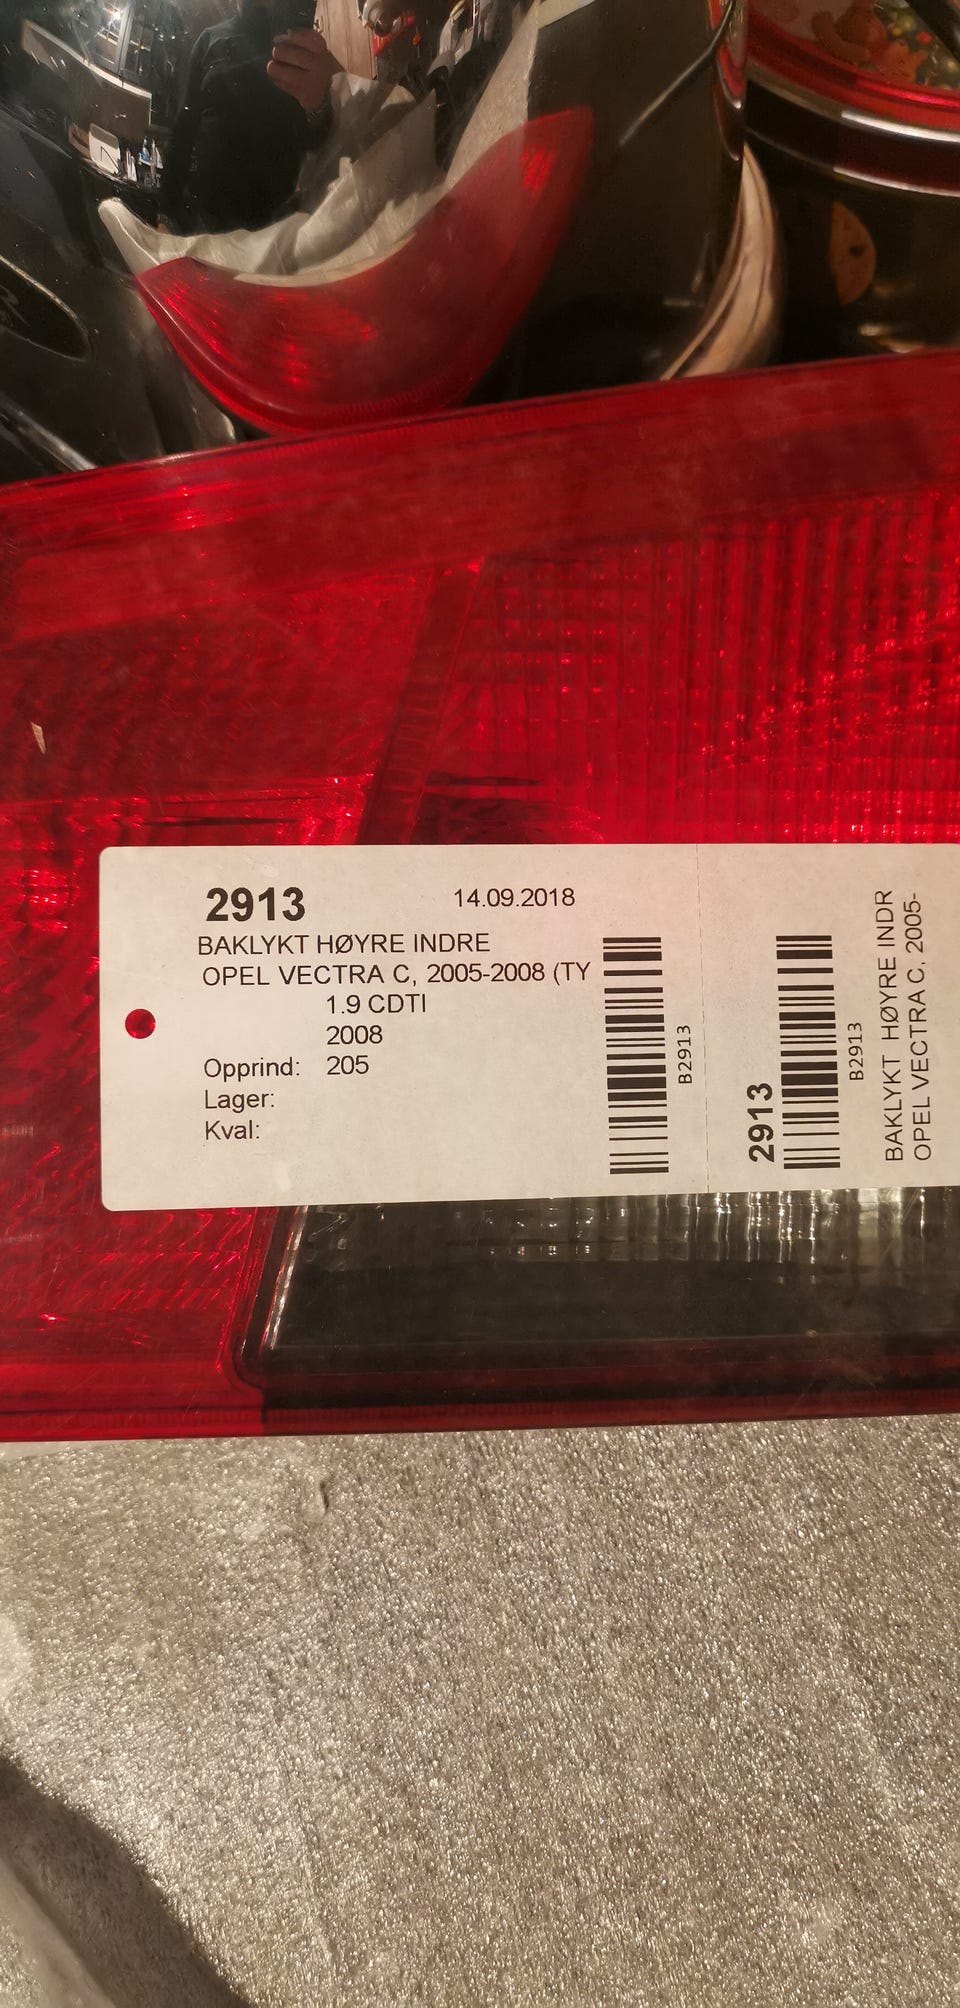 2913
14.09.2018
BAKLYKT HØYRE INDRE
OPEL VECTRA C, 2005-2008 (TY
1.9 CDTI
2008
Opprind: 205
Lager:
Kval:
B2913
2913
B2913
BAKLYKT HØYRE INDR
OPEL VECTRA C, 2005-